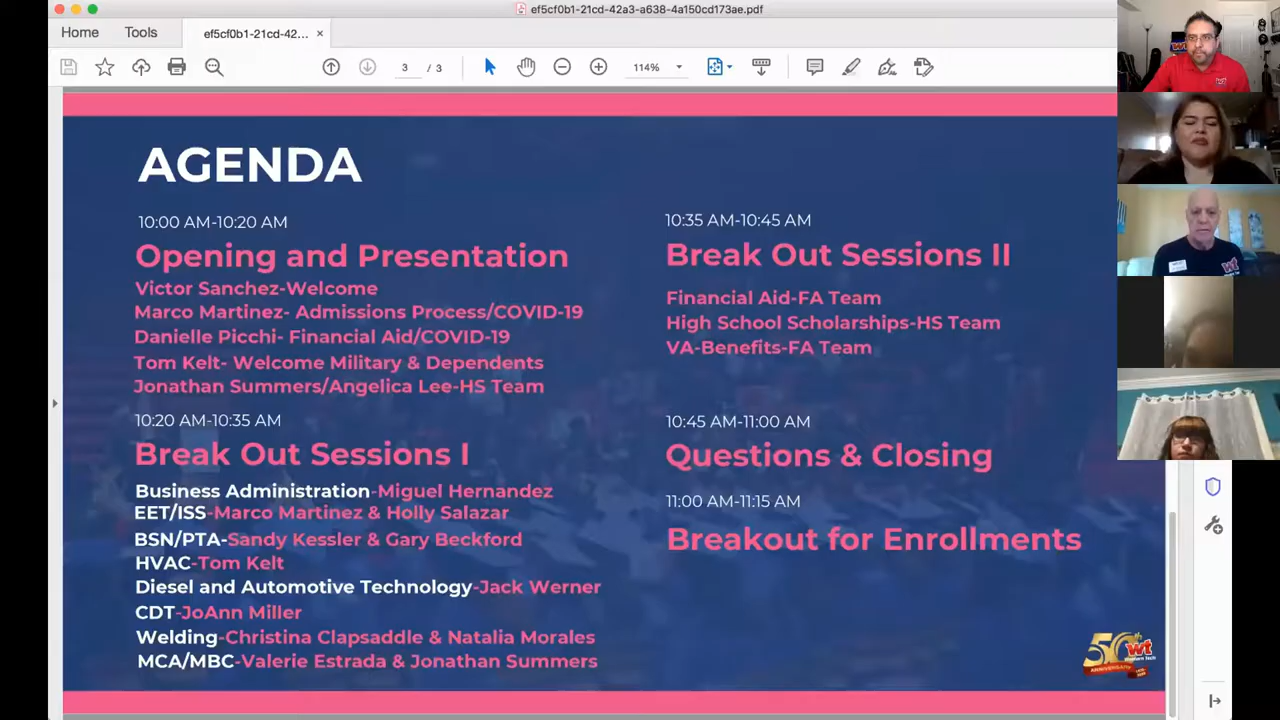 ef5cf0b1-21cd-42a3-a638-4a150cd173ae.pdf
Home
Tools
ef5cf0b1-21cd-42...
3 / 3
114%
AGENDA
10:00 AM-10:20 AM
Opening and Presentation
Victor Sanchez-Welcome
Marco Martinez- Admissions Process/COVID-19
Danielle Picchi- Financial Aid/COVID-19
Tom Kelt- Welcome Military & Dependents
Jonathan Summers/Angelica Lee-HS Team
10:20 AM-10:35 AM
Break Out Sessions I
Business Administration-Miguel Hernandez
EET/ISS-Marco Martinez & Holly Salazar
BSN/PTA-Sandy Kessler & Gary Beckford
HVAC-Tom Kelt
Diesel and Automotive Technology-Jack Werner
CDT-JoAnn Miller
Welding-Christina Clapsaddle & Natalia Morales
MCA/MBC-Valerie Estrada & Jonathan Summers
10:35 AM-10:45 AM
Break Out Sessions II
Financial Aid-FA Team
High School Scholarships-HS Team
VA-Benefits-FA Team
10:45 AM-11:00 AM
Questions & Closing
11:00 AM-11:15 AM
Breakout for Enrollments
50th
wt
Western Tech
ANNIVERSARY